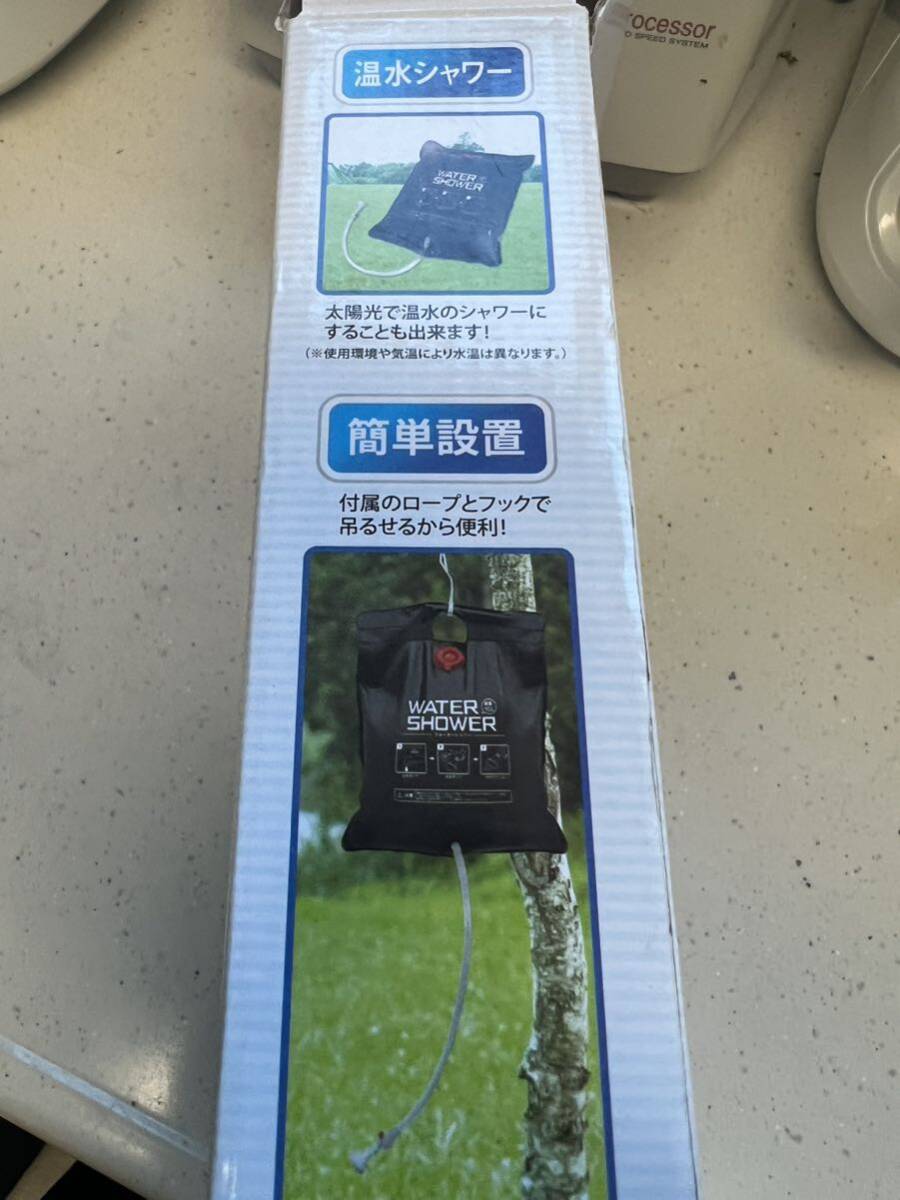 rocessor
D SPEED SYSTEM
温水シャワー
WATER
SHOWER
太陽光で温水のシャワーに
することも出来ます!
(※使用環境や気温により水温は異なります。)
簡単設置
付属のロープとフックで
吊るせるから便利!
WATER
SHOWER